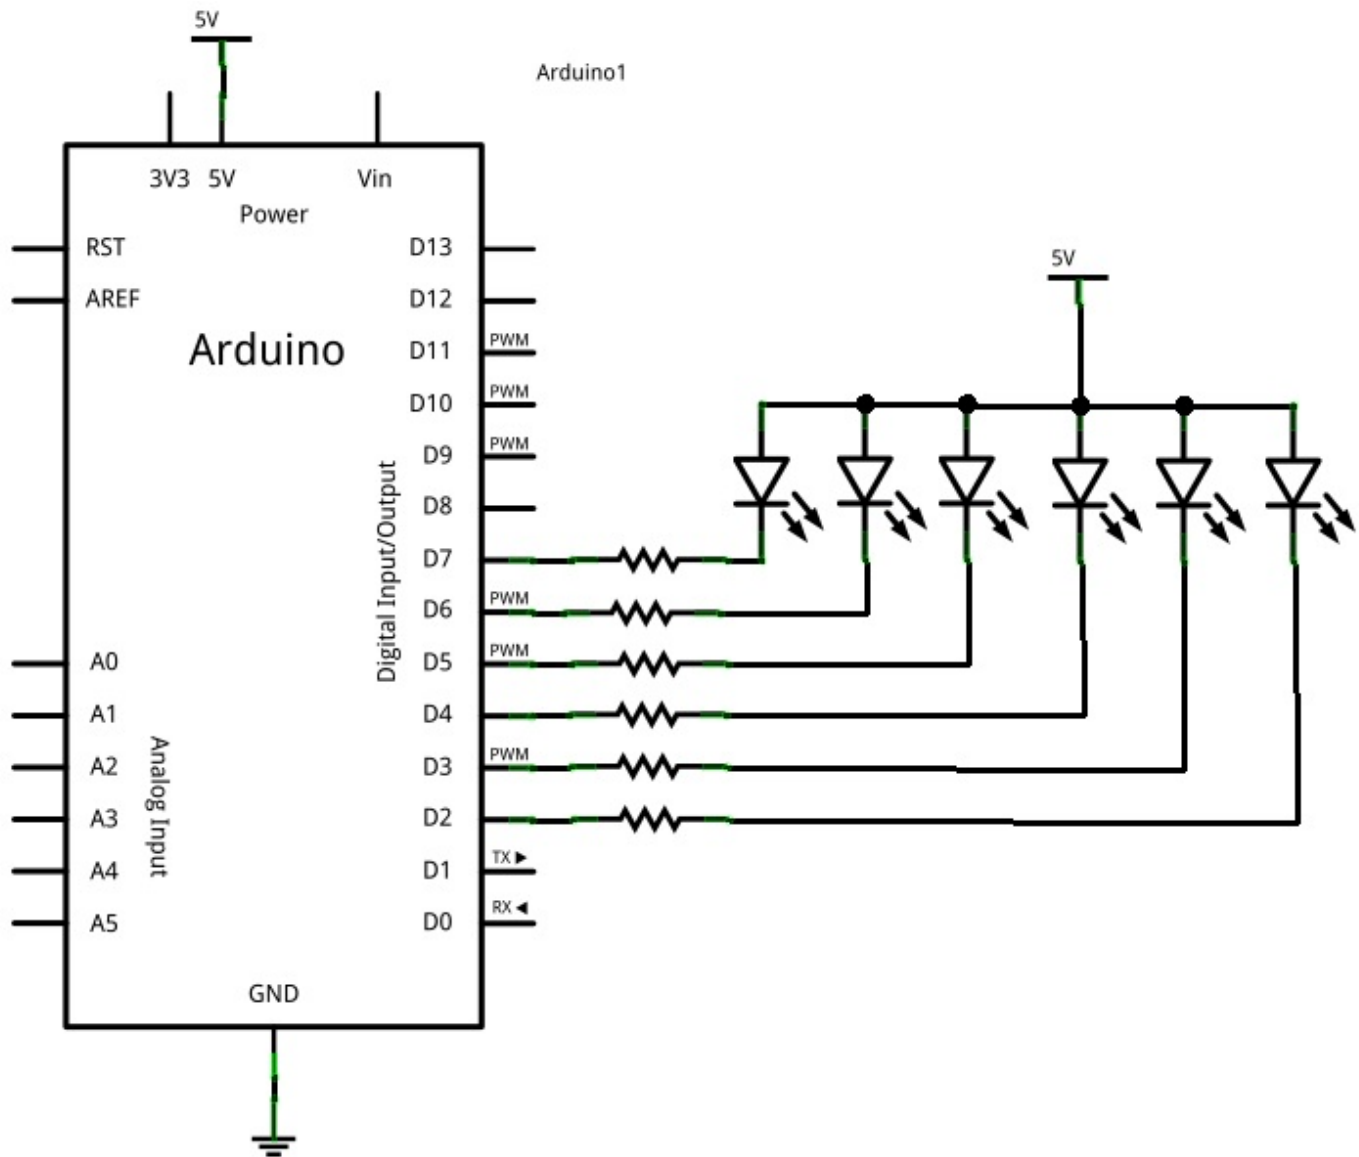 5V
Arduino1
3V3 5V Vin
Power
RST D13
AREF D12
5V
Arduino
D11 PWM
D10 PWM
D9 PWM
D8
Digital Input/Output
D7
D6 PWM
A0 D5 PWM
A1 D4
A2 D3 PWM
Analog Input
A3 D2
A4 D1 TX ▶
A5 D0 RX ◀
GND